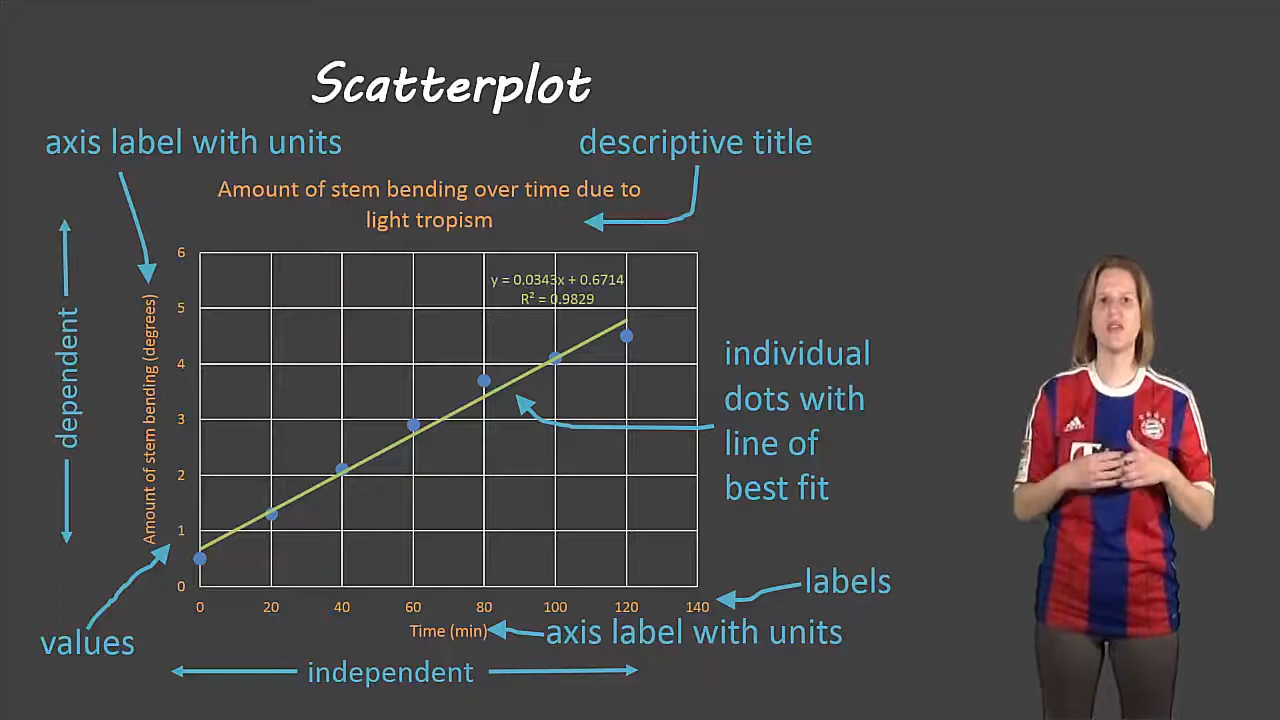 Scatterplot
axis label with units
descriptive title
Amount of stem bending over time due to
light tropism
6
5
4
3
2
1
0
dependent
Amount of stem bending (degrees)
y = 0.0343x + 0.6714
R² = 0.9829
individual
dots with
line of
best fit
0 20 40 60 80 100 120 140
labels
Time (min)
axis label with units
values
independent
adidas